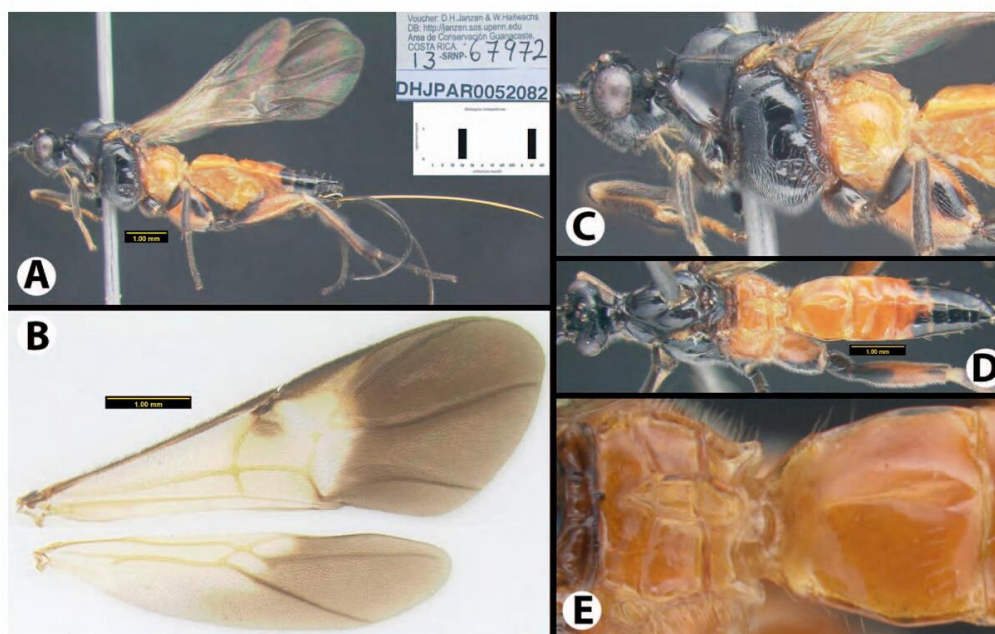 Voucher: D.H.Janzen & W.Hallwachs
DB: http://janzen.sas.upenn.edu
Area de Conservación Guanacaste,
COSTA RICA.
13 -SRNP- 67972
DHJPAR0052082
1.00 mm
A
B
1.00 mm
C
1.00 mm
D
E